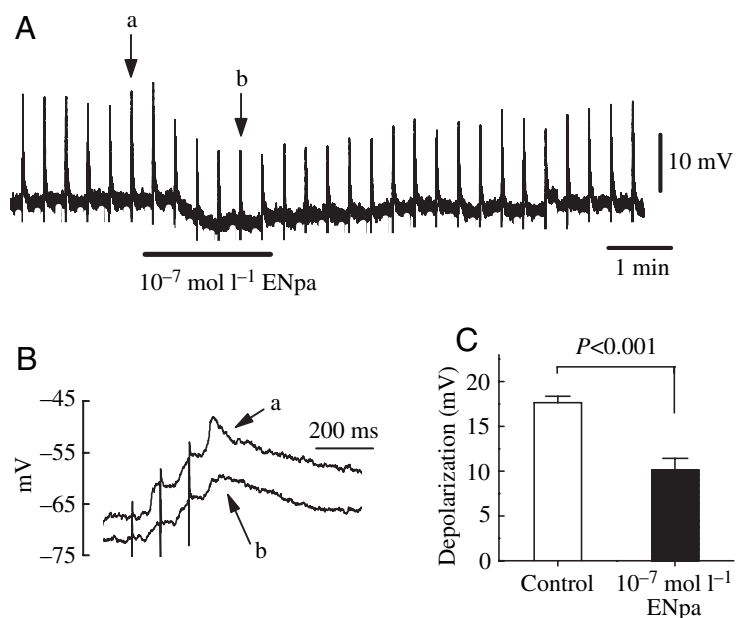 A
a
b
10 mV
1 min
10⁻⁷ mol l⁻¹ ENpa
B
–45
–55
–65
–75
mV
a
200 ms
b
C
P<0.001
Depolarization (mV)
20
15
10
5
0
Control
10⁻⁷ mol l⁻¹
ENpa